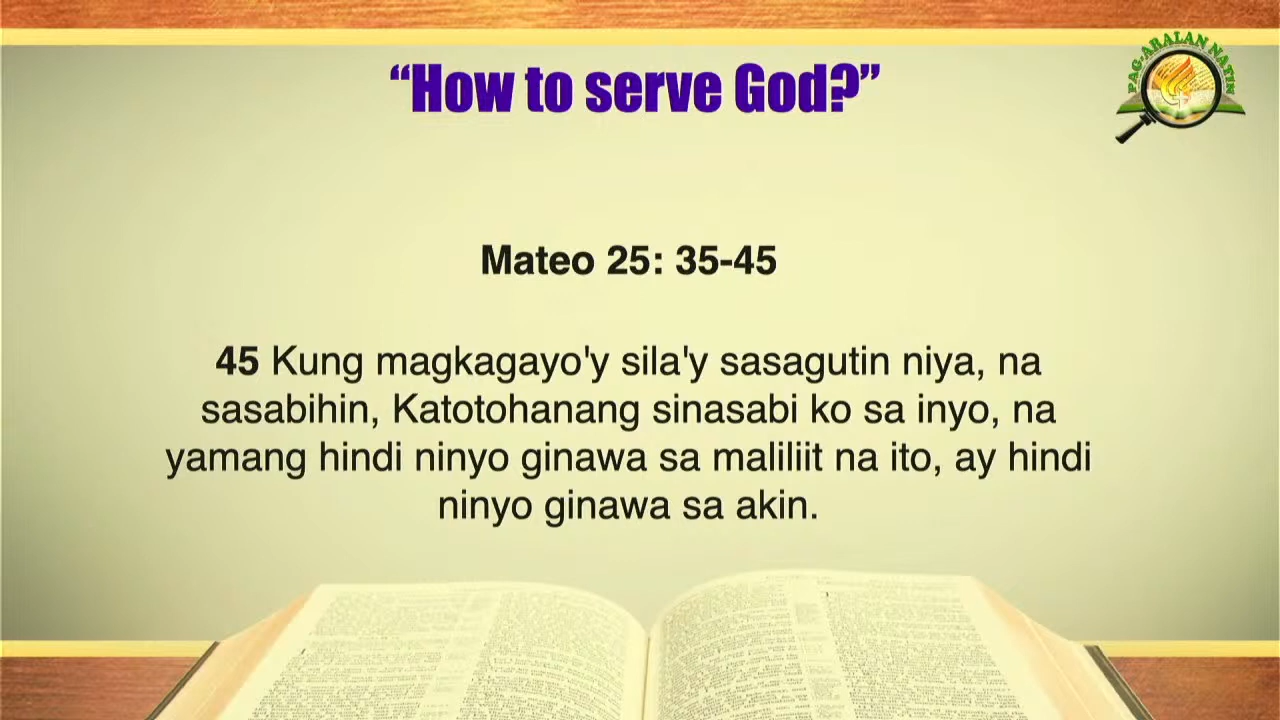 “How to serve God?”
PAG-ARALAN NATIN
Mateo 25: 35-45
45 Kung magkagayo'y sila'y sasagutin niya, na
sasabihin, Katotohanang sinasabi ko sa inyo, na
yamang hindi ninyo ginawa sa maliliit na ito, ay hindi
ninyo ginawa sa akin.